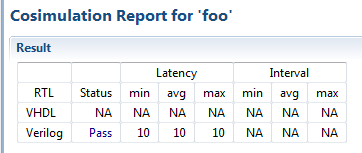 Cosimulation Report for 'foo'
Result
Latency Interval
RTL Status min avg max min avg max
VHDL NA NA NA NA NA NA NA
Verilog Pass 10 10 10 NA NA NA